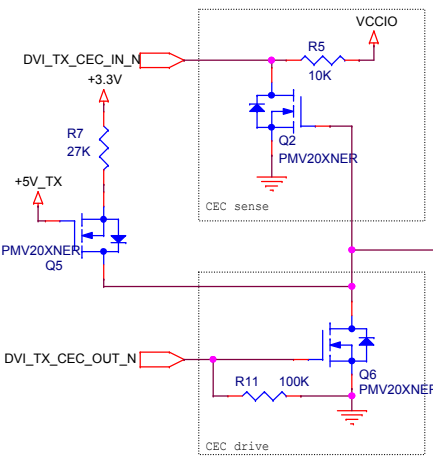 VCCIO
DVI_TX_CEC_IN_N
R5
10K
+3.3V
Q2
PMV20XNER
R7
27K
+5V_TX
CEC sense
PMV20XNER
Q5
DVI_TX_CEC_OUT_N
Q6
PMV20XNER
R11 100K
CEC drive